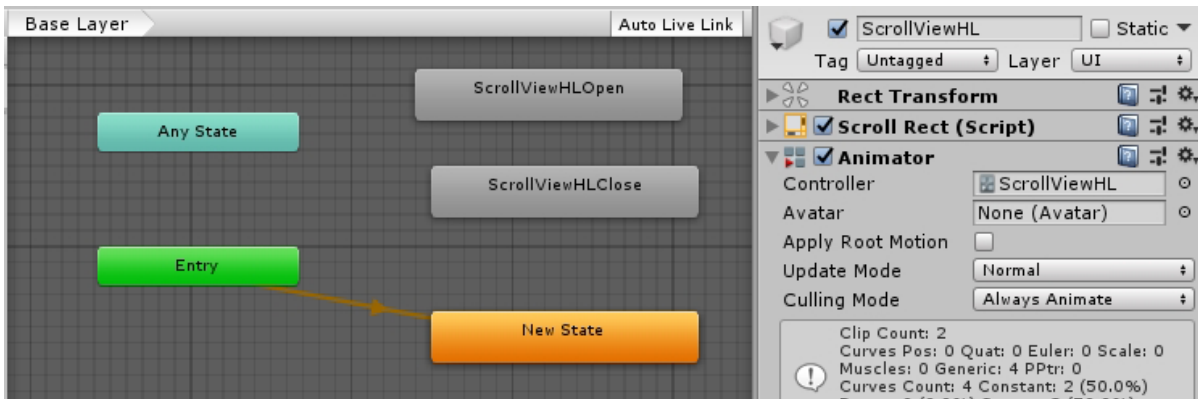 Base Layer
Auto Live Link
ScrollViewHLOpen
Any State
ScrollViewHLClose
Entry
New State
ScrollViewHL
Static
Tag Untagged Layer UI
Rect Transform
Scroll Rect (Script)
Animator
Controller ScrollViewHL
Avatar None (Avatar)
Apply Root Motion
Update Mode Normal
Culling Mode Always Animate
Clip Count: 2
Curves Pos: 0 Quat: 0 Euler: 0 Scale: 0
Muscles: 0 Generic: 4 PPtr: 0
Curves Count: 4 Constant: 2 (50.0%)